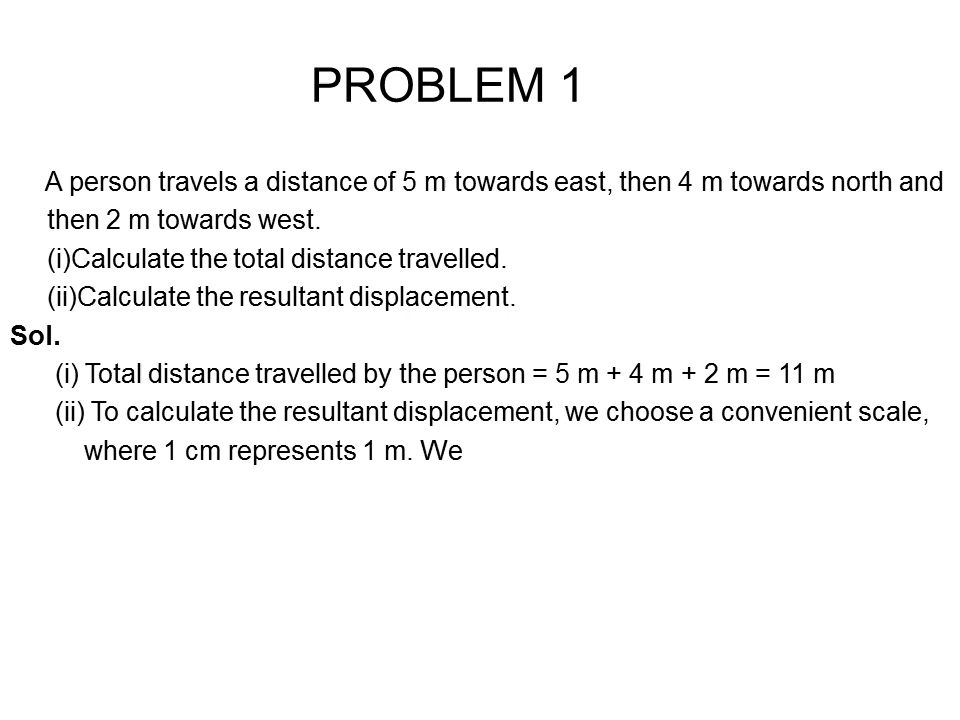 PROBLEM 1
A person travels a distance of 5 m towards east, then 4 m towards north and
then 2 m towards west.
(i)Calculate the total distance travelled.
(ii)Calculate the resultant displacement.
Sol.
(i) Total distance travelled by the person = 5 m + 4 m + 2 m = 11 m
(ii) To calculate the resultant displacement, we choose a convenient scale,
where 1 cm represents 1 m. We